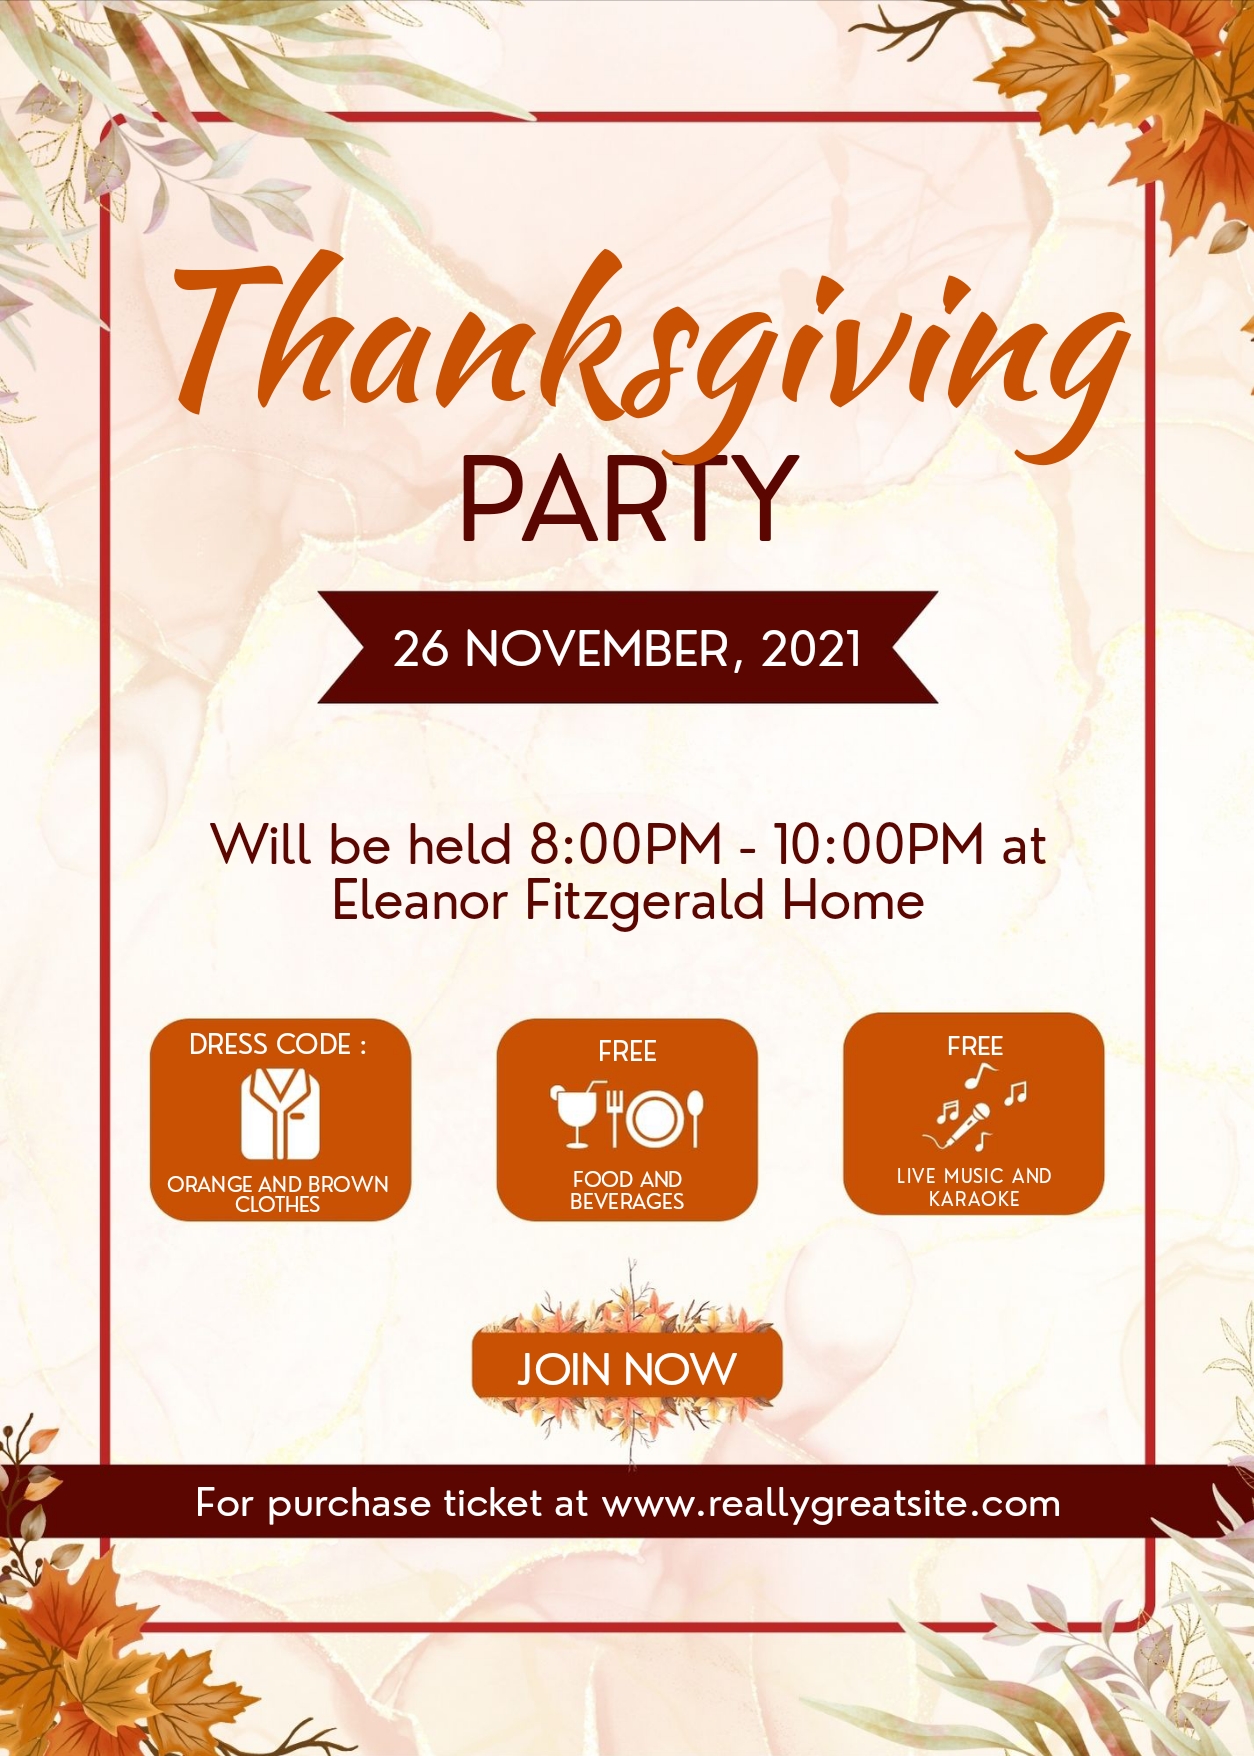 Thanksgiving
PARTY
26 NOVEMBER, 2021
Will be held 8:00PM - 10:00PM at
Eleanor Fitzgerald Home
DRESS CODE :
ORANGE AND BROWN
CLOTHES
FREE
FOOD AND
BEVERAGES
FREE
LIVE MUSIC AND
KARAOKE
JOIN NOW
For purchase ticket at www.reallygreatsite.com